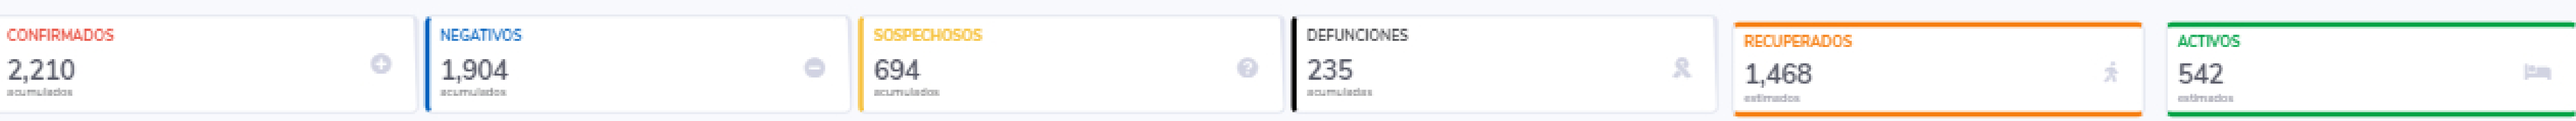 CONFIRMADOS
2,210
acumulados
NEGATIVOS
1,904
acumulados
SOSPECHOSOS
694
acumulados
DEFUNCIONES
235
acumuladas
RECUPERADOS
1,468
estimados
ACTIVOS
542
estimados